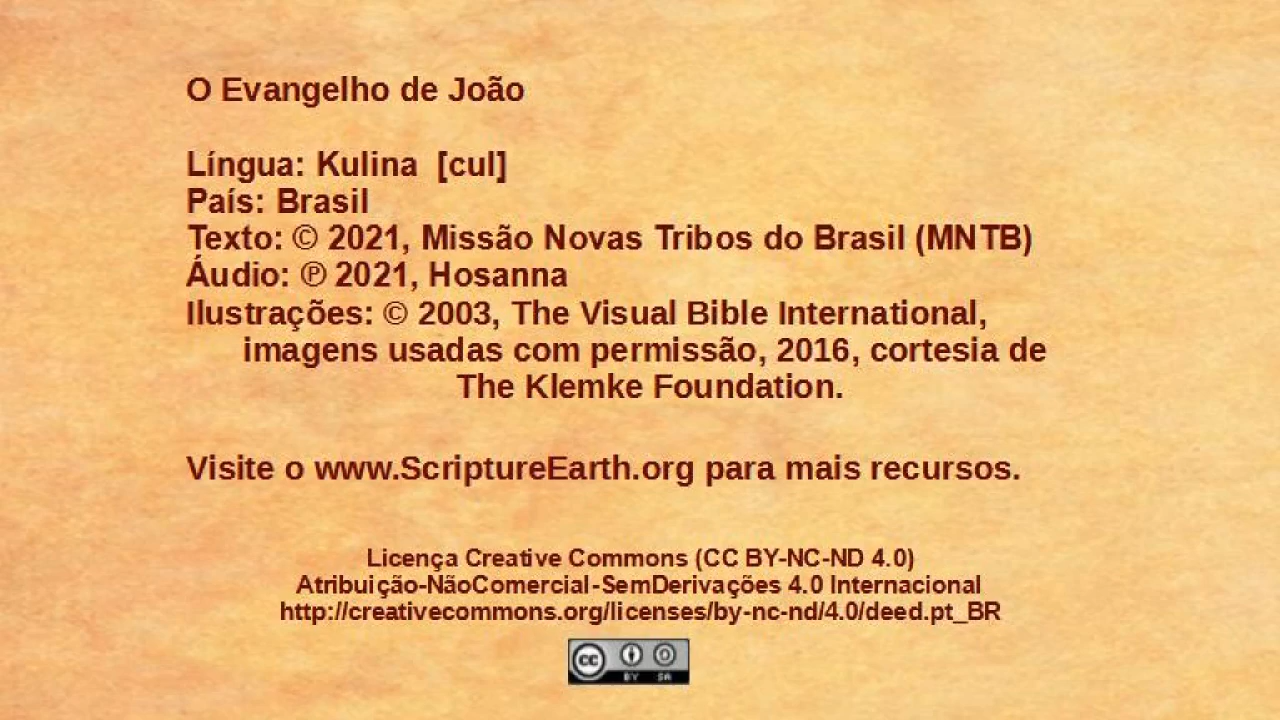 O Evangelho de João
Língua: Kulina [cul]
País: Brasil
Texto: © 2021, Missão Novas Tribos do Brasil (MNTB)
Áudio: ℗ 2021, Hosanna
Ilustrações: © 2003, The Visual Bible International,
imagens usadas com permissão, 2016, cortesia de
The Klemke Foundation.
Visite o www.ScriptureEarth.org para mais recursos.
Licença Creative Commons (CC BY-NC-ND 4.0)
Atribuição-NãoComercial-SemDerivações 4.0 Internacional
http://creativecommons.org/licenses/by-nc-nd/4.0/deed.pt_BR
cc BY SA